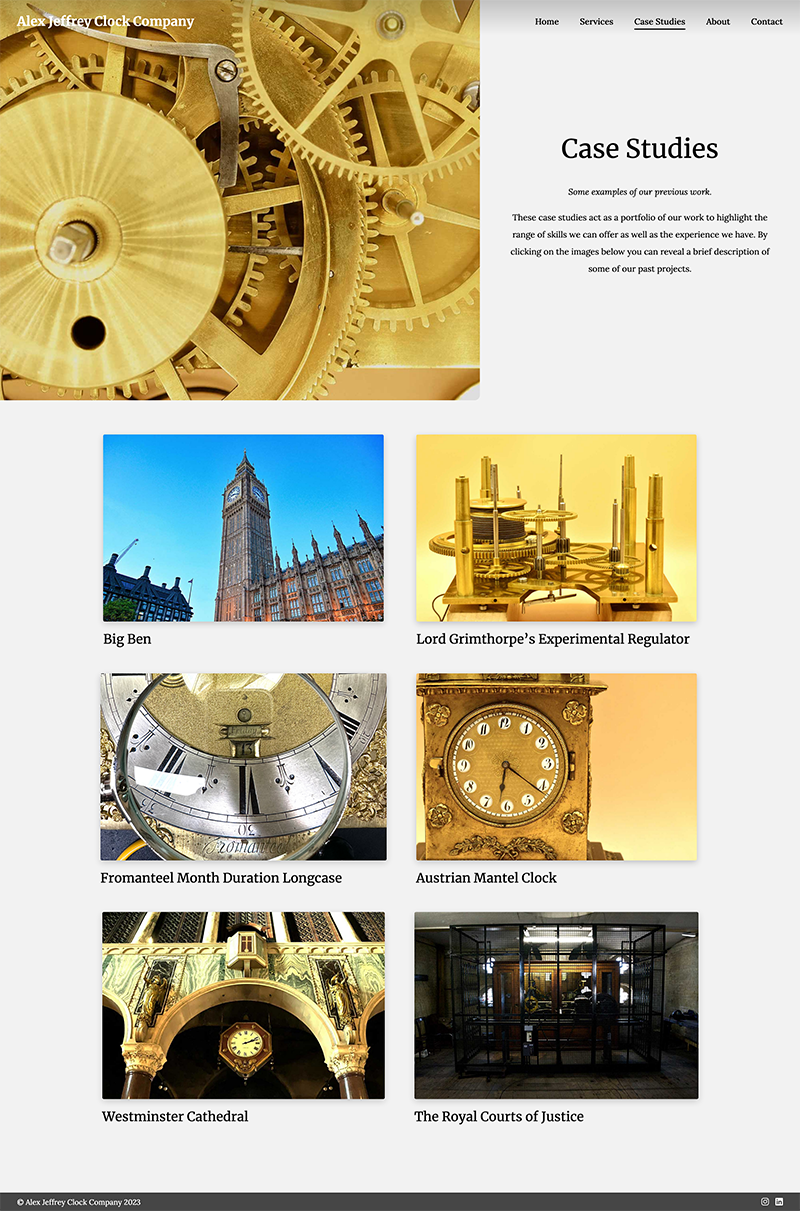 Alex Jeffrey Clock Company
Home Services Case Studies About Contact
Case Studies
Some examples of our previous work.
These case studies act as a portfolio of our work to highlight the
range of skills we can offer as well as the experience we have. By
clicking on the images below you can reveal a brief description of
some of our past projects.
Big Ben
Lord Grimthorpe’s Experimental Regulator
Fromanteel Month Duration Longcase
Austrian Mantel Clock
Westminster Cathedral
The Royal Courts of Justice
© Alex Jeffrey Clock Company 2023